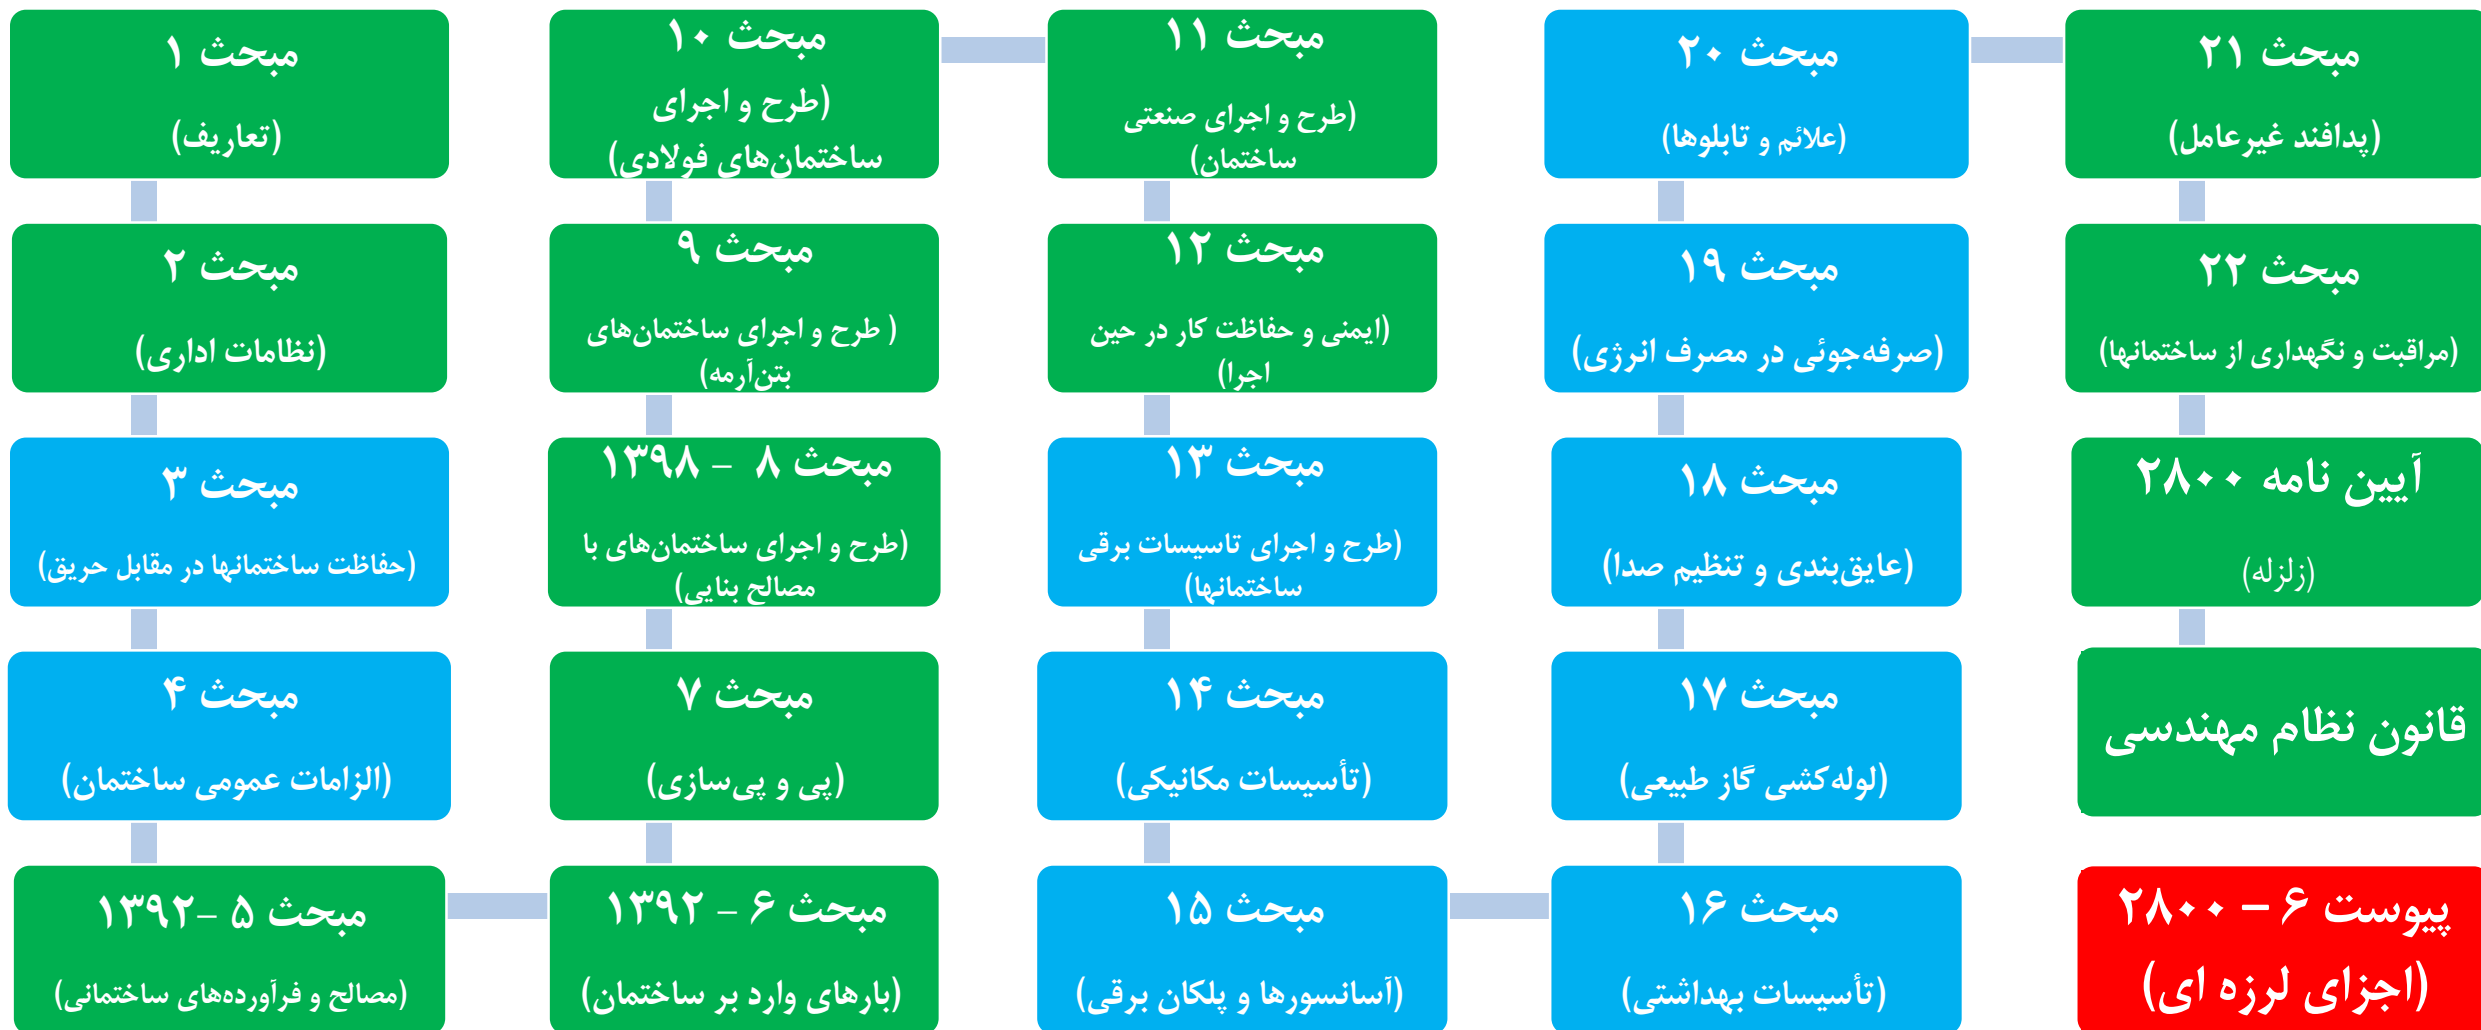 مبحث ۱
(تعاریف)
مبحث ۲
(نظامات اداری)
مبحث ۳
(حفاظت ساختمانها در مقابل حریق)
مبحث ۴
(الزامات عمومی ساختمان)
مبحث ۵ –۱۳۹۲
(مصالح و فرآورده‌های ساختمانی)
مبحث ۶ – ۱۳۹۲
(بارهای وارد بر ساختمان)
مبحث ۷
(پی و پی‌سازی)
مبحث ۸ – ۱۳۹۸
(طرح و اجرای ساختمان‌های با
مصالح بنایی)
مبحث ۹
( طرح و اجرای ساختمان‌های
بتن‌آرمه)
مبحث ۱۰
(طرح و اجرای
ساختمان‌های فولادی)
مبحث ۱۱
(طرح و اجرای صنعتی
ساختمان)
مبحث ۱۲
(ایمنی و حفاظت کار در حین
اجرا)
مبحث ۱۳
(طرح و اجرای تاسیسات برقی
ساختمانها)
مبحث ۱۴
(تأسیسات مکانیکی)
مبحث ۱۵
(آسانسورها و پلکان برقی)
مبحث ۱۶
(تأسیسات بهداشتی)
مبحث ۱۷
(لوله‌کشی گاز طبیعی)
مبحث ۱۸
(عایق‌بندی و تنظیم صدا)
مبحث ۱۹
(صرفه‌جوئی در مصرف انرژی)
مبحث ۲۰
(علائم و تابلوها)
مبحث ۲۱
(پدافند غیرعامل)
مبحث ۲۲
(مراقبت و نگهداری از ساختمانها)
آیین نامه ۲۸۰۰
(زلزله)
قانون نظام مهندسی
پیوست ۶ – ۲۸۰۰
(اجزای لرزه ای)